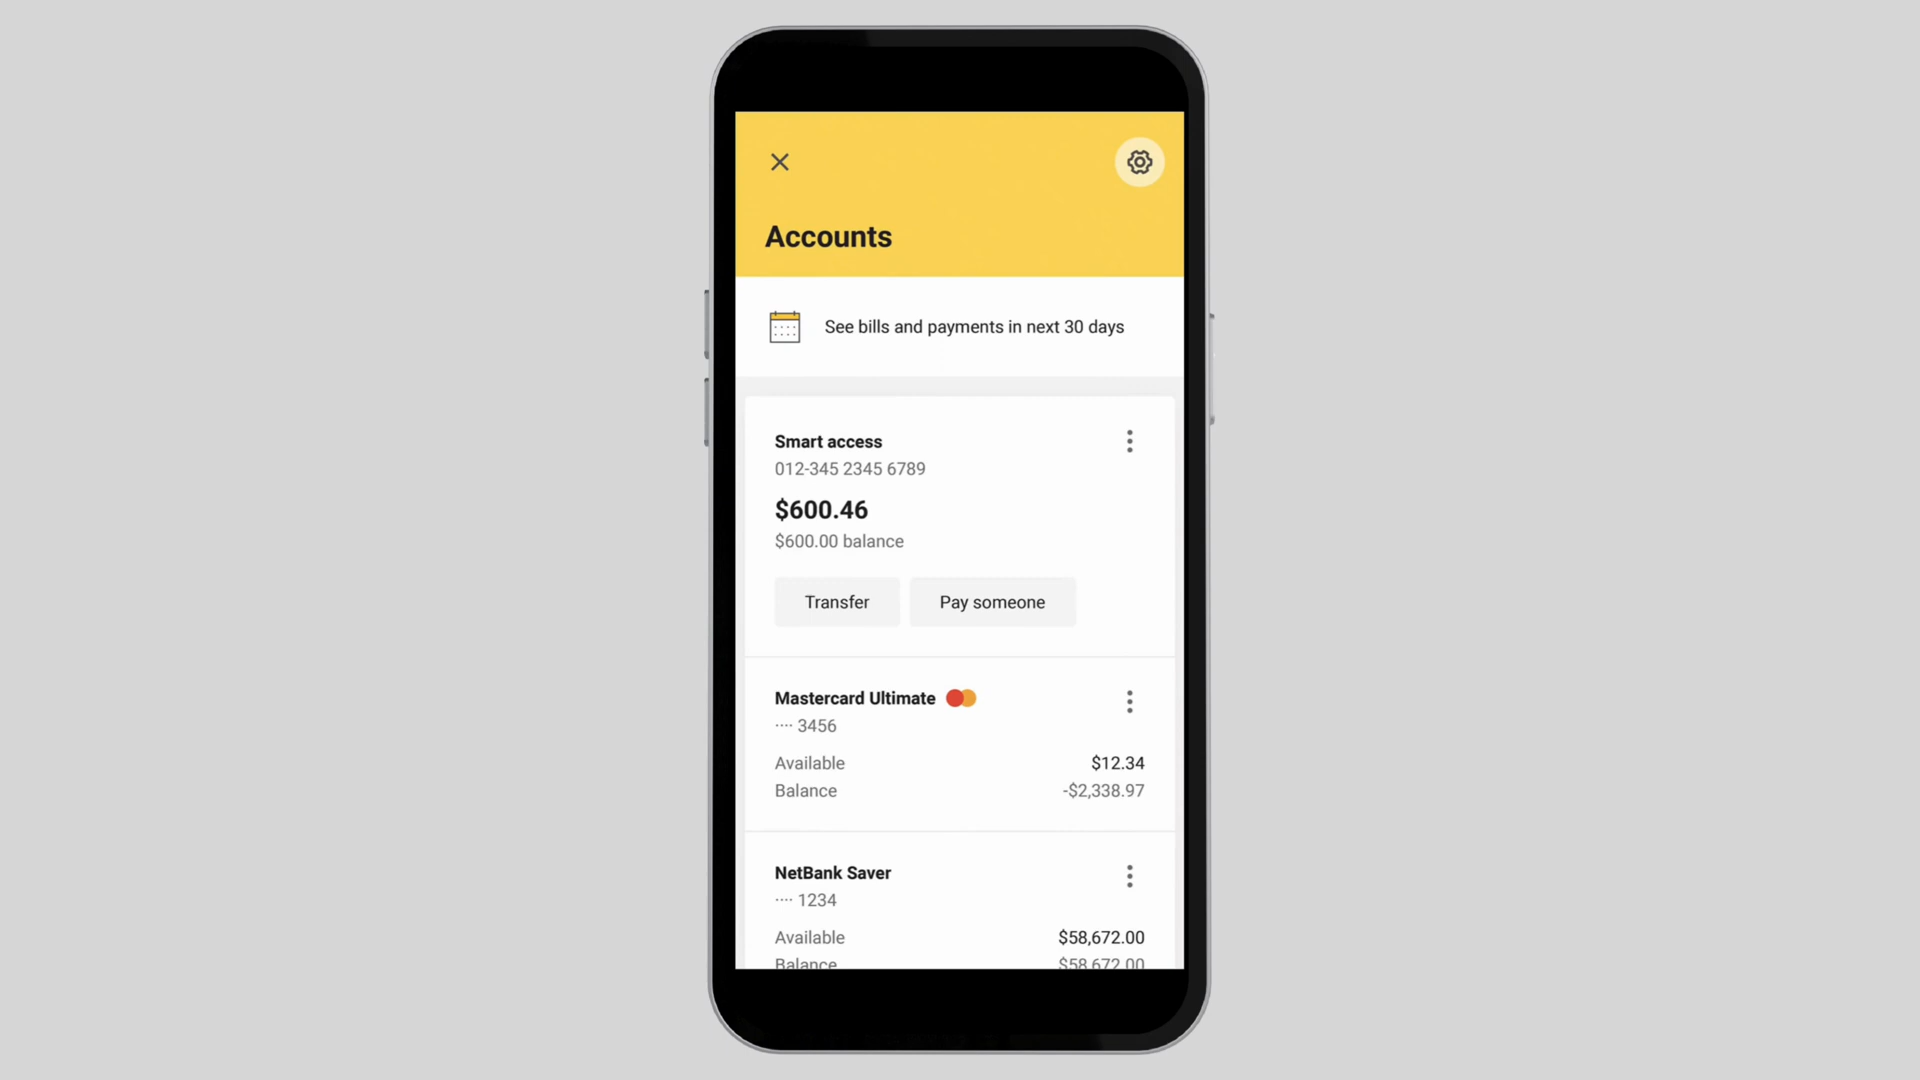 Accounts
See bills and payments in next 30 days
Smart access
012-345 2345 6789
$600.46
$600.00 balance
Transfer Pay someone
Mastercard Ultimate
···· 3456
Available $12.34
Balance -$2,338.97
NetBank Saver
···· 1234
Available $58,672.00
Balance $58,672.00